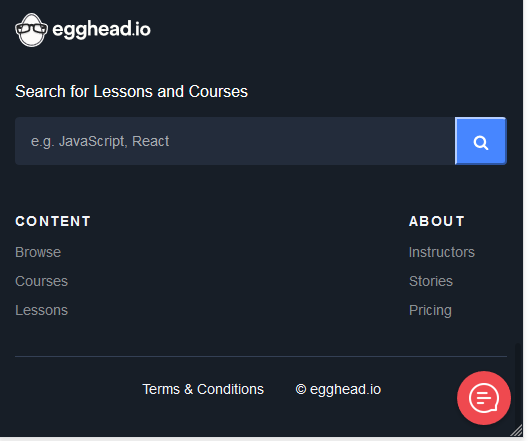 egghead.io
Search for Lessons and Courses
e.g. JavaScript, React
CONTENT
Browse
Courses
Lessons
ABOUT
Instructors
Stories
Pricing
Terms & Conditions
© egghead.io